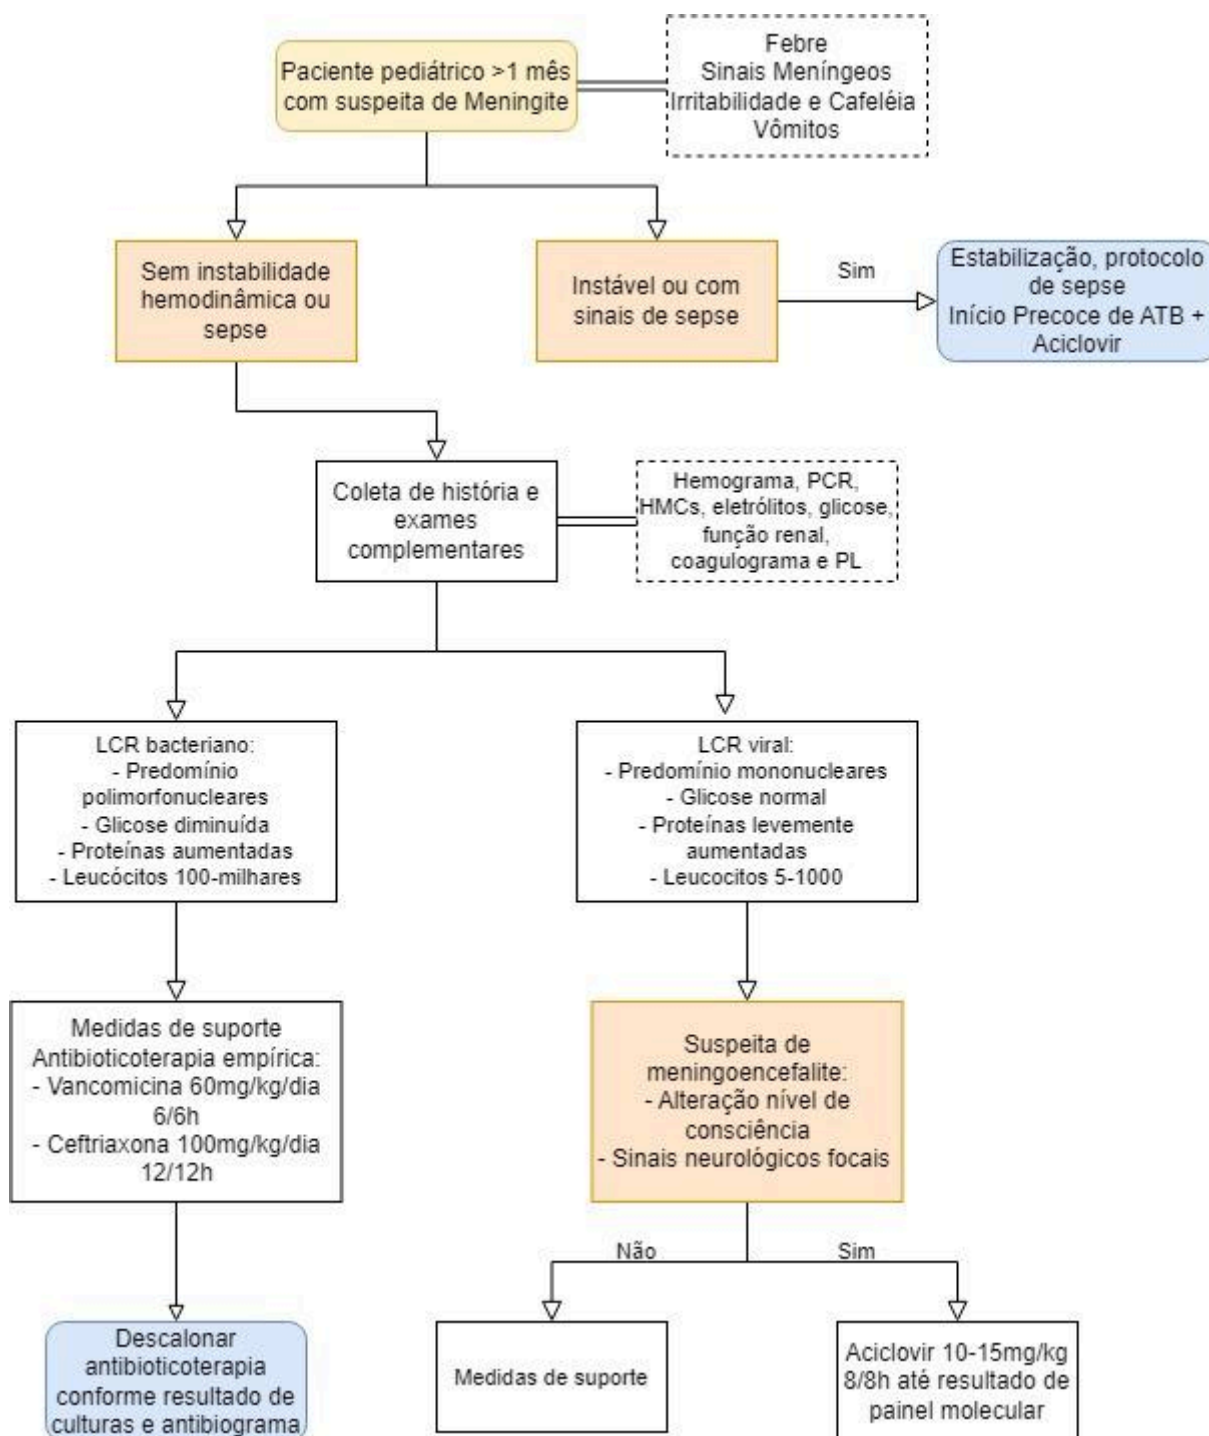 Paciente pediátrico >1 mês
com suspeita de Meningite
Febre
Sinais Meníngeos
Irritabilidade e Cafeléia
Vômitos
Sem instabilidade
hemodinâmica ou
sepse
Instável ou com
sinais de sepse
Sim
Estabilização, protocolo
de sepse
Início Precoce de ATB +
Aciclovir
Coleta de história e
exames
complementares
Hemograma, PCR,
HMCs, eletrólitos, glicose,
função renal,
coagulograma e PL
LCR bacteriano:
- Predomínio
polimorfonucleares
- Glicose diminuída
- Proteínas aumentadas
- Leucócitos 100-milhares
LCR viral:
- Predomínio mononucleares
- Glicose normal
- Proteínas levemente
aumentadas
- Leucocitos 5-1000
Medidas de suporte
Antibioticoterapia empírica:
- Vancomicina 60mg/kg/dia
6/6h
- Ceftriaxona 100mg/kg/dia
12/12h
Suspeita de
meningoencefalite:
- Alteração nível de
consciência
- Sinais neurológicos focais
Não
Sim
Descalonar
antibioticoterapia
conforme resultado de
culturas e antibiograma
Medidas de suporte
Aciclovir 10-15mg/kg
8/8h até resultado de
painel molecular